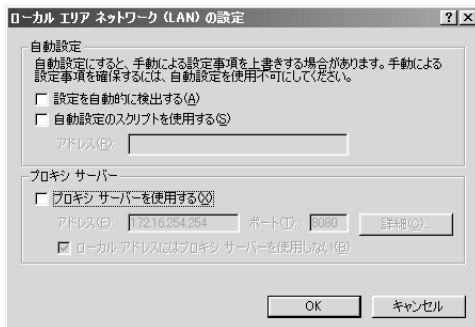 ローカル エリア ネットワーク (LAN) の設定
自動設定
自動設定にすると、手動による設定事項を上書きする場合があります。手動による
設定事項を確保するには、自動設定を使用不可にしてください。
設定を自動的に検出する(A)
自動設定のスクリプトを使用する(S)
アドレス(R):
プロキシ サーバー
プロキシ サーバーを使用する(X)
アドレス(E): 172.16.254.254 ポート(T): 8080 詳細(C)...
ローカル アドレスにはプロキシ サーバーを使用しない(B)
OK キャンセル